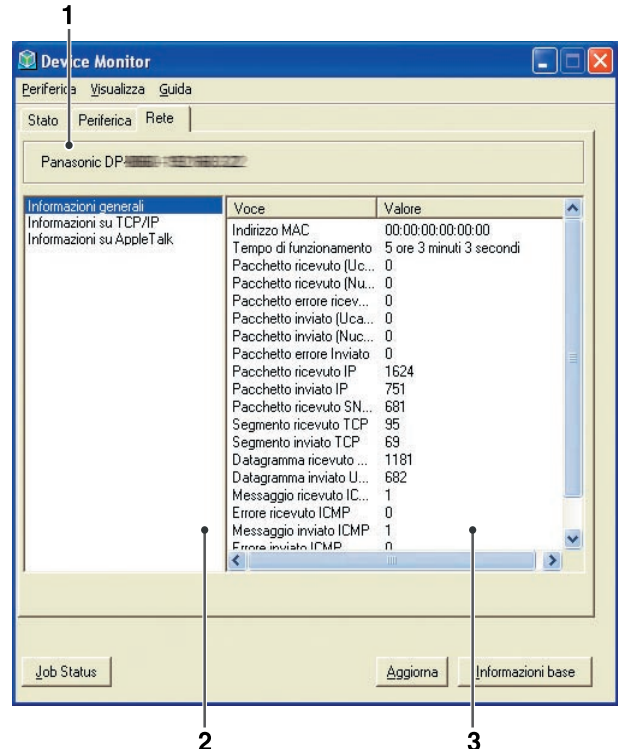 1
Device Monitor
Periferica Visualizza Guida
Stato Periferica Rete
Panasonic DP
Informazioni generali
Informazioni su TCP/IP
Informazioni su AppleTalk
Voce Valore
Indirizzo MAC 00:00:00:00:00:00
Tempo di funzionamento 5 ore 3 minuti 3 secondi
Pacchetto ricevuto (Uc... 0
Pacchetto ricevuto (Nu... 0
Pacchetto errore ricev... 0
Pacchetto inviato (Uca... 0
Pacchetto inviato (Nuc... 0
Pacchetto errore Inviato 0
Pacchetto ricevuto IP 1624
Pacchetto inviato IP 751
Pacchetto ricevuto SN... 681
Segmento ricevuto TCP 95
Segmento inviato TCP 69
Datagramma ricevuto ... 1181
Datagramma inviato U... 682
Messaggio ricevuto IC... 1
Errore ricevuto ICMP 0
Messaggio inviato ICMP 1
Errore inviato ICMP 0
Job Status Aggiorna Informazioni base
2 3